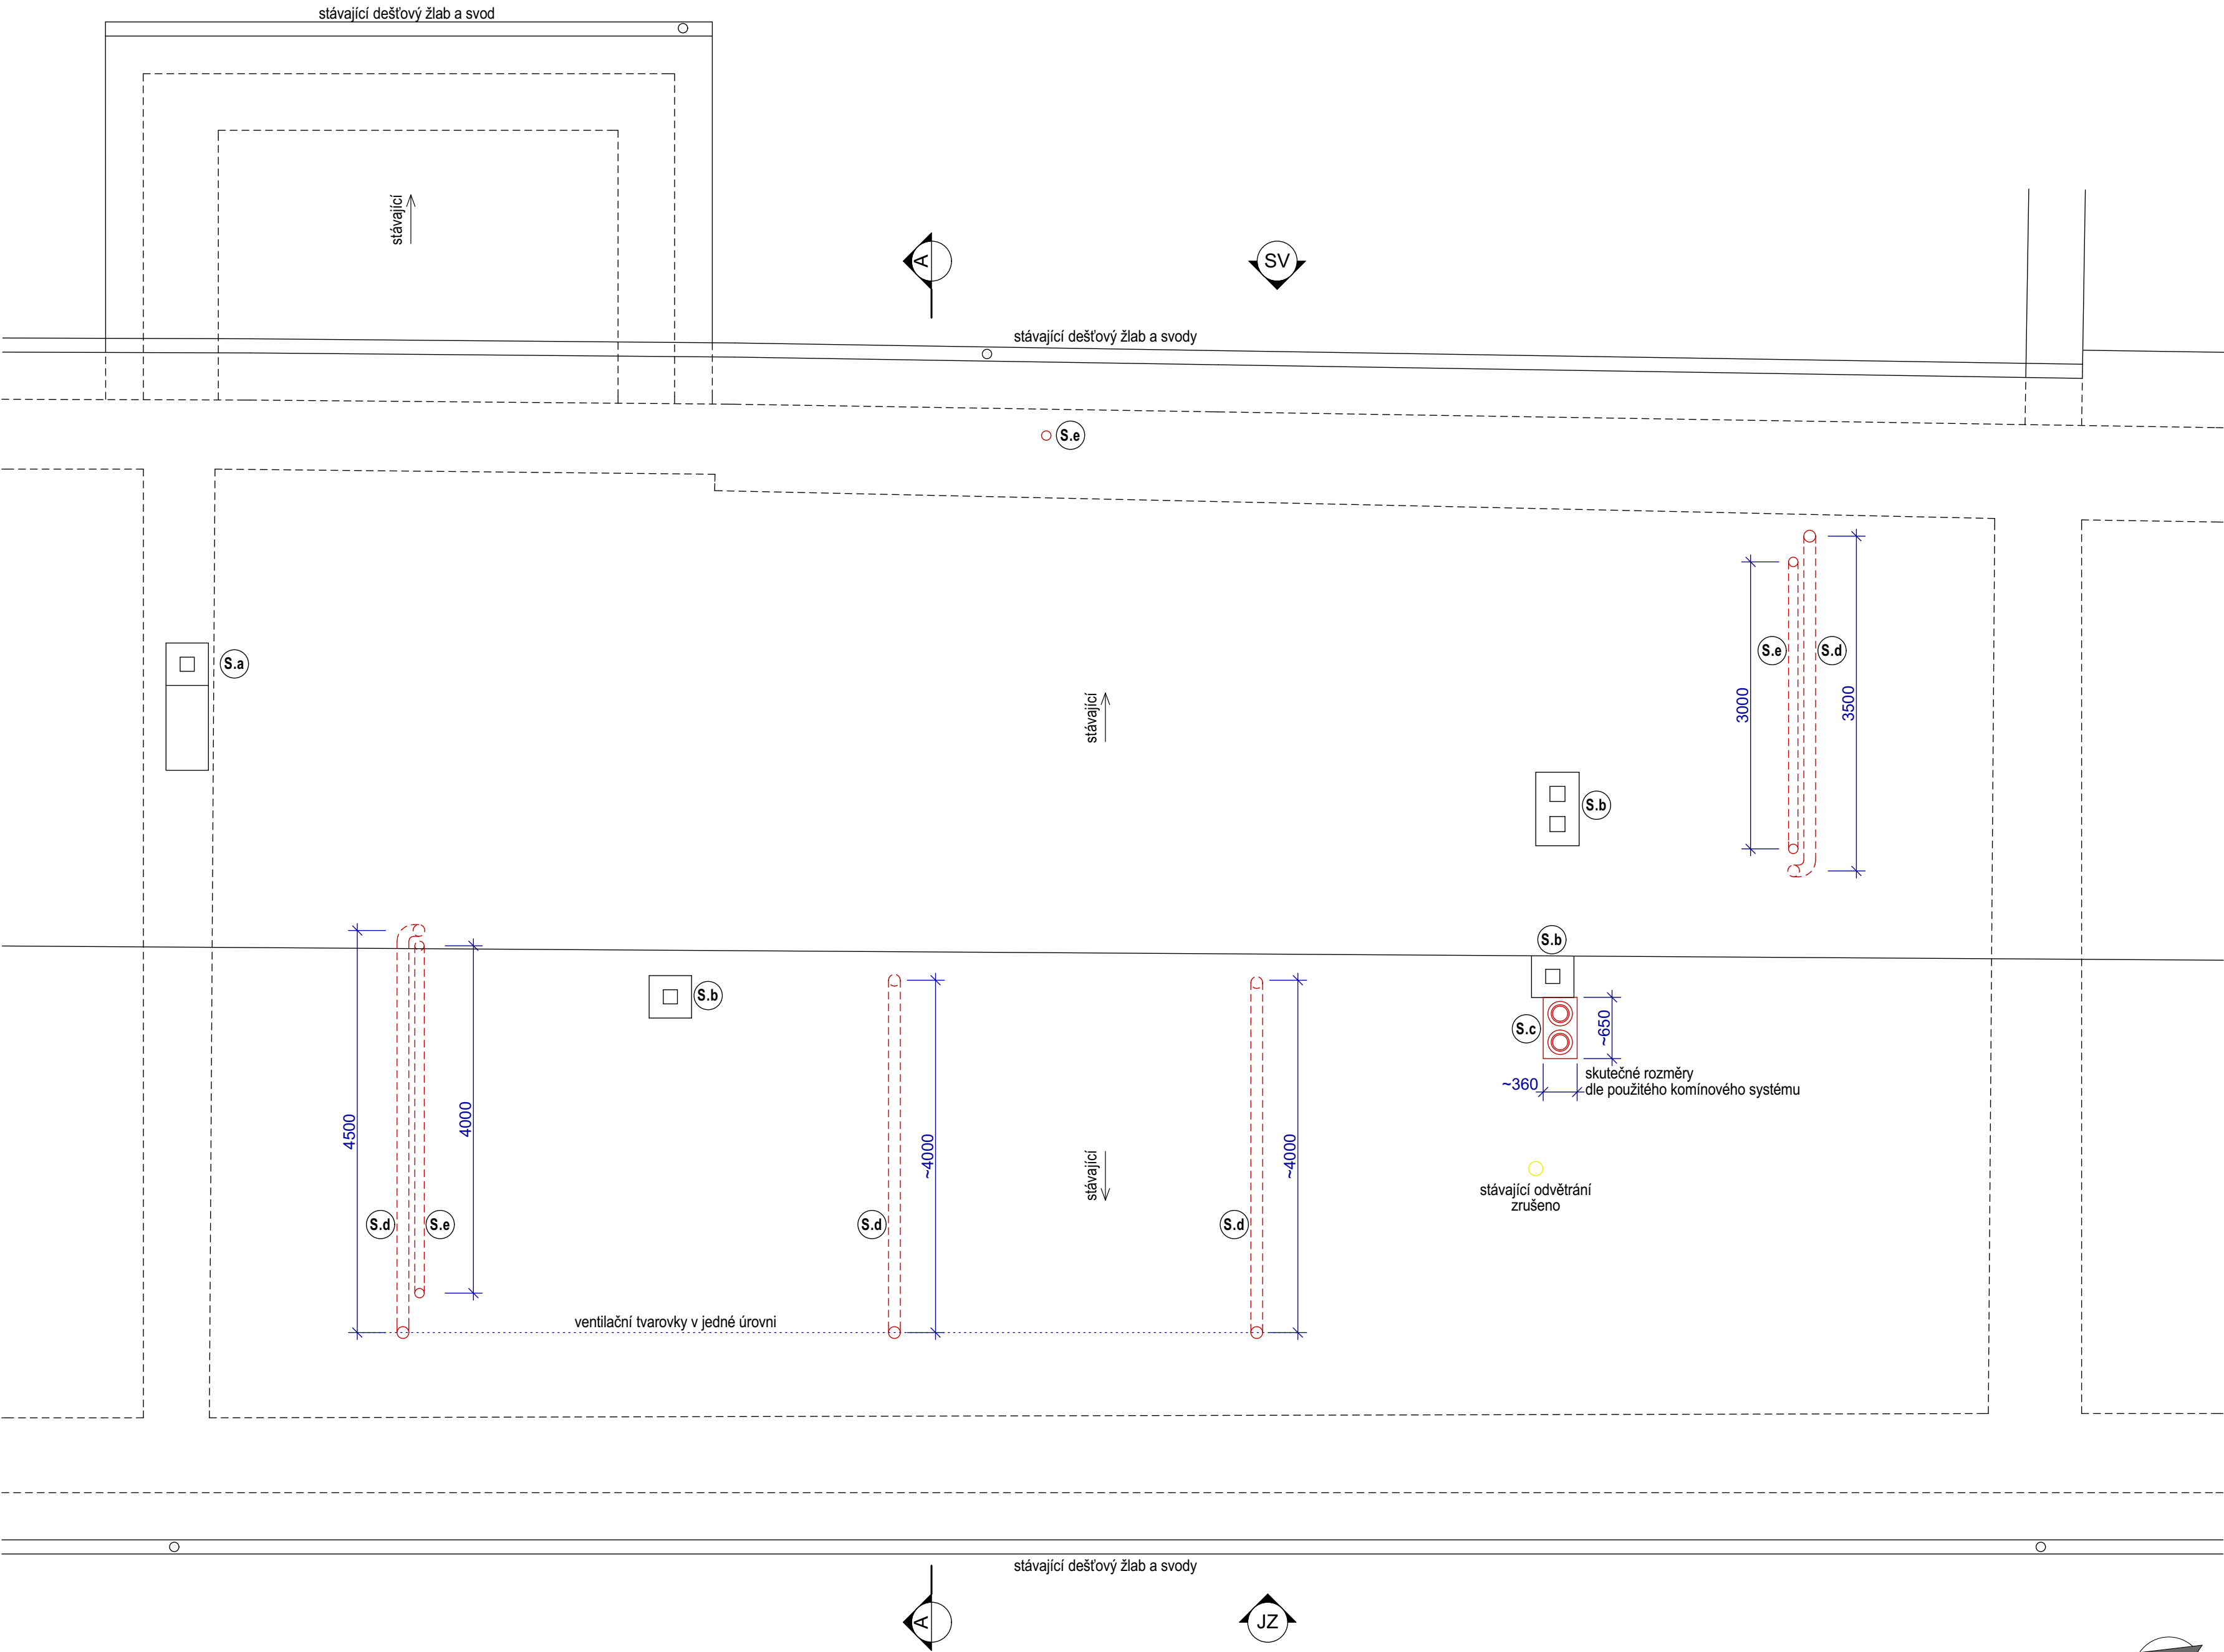 stávající dešťový žlab a svod
stávající
A
SV
stávající dešťový žlab a svody
S.e
S.a
stávající
S.e
S.d
3000
3500
S.b
S.b
S.b
S.c
~650
~360
skutečné rozměry
dle použitého komínového systému
4500
4000
~4000
~4000
stávající
stávající odvětrání
zrušeno
S.d
S.e
S.d
S.d
ventilační tvarovky v jedné úrovni
stávající dešťový žlab a svody
A
JZ